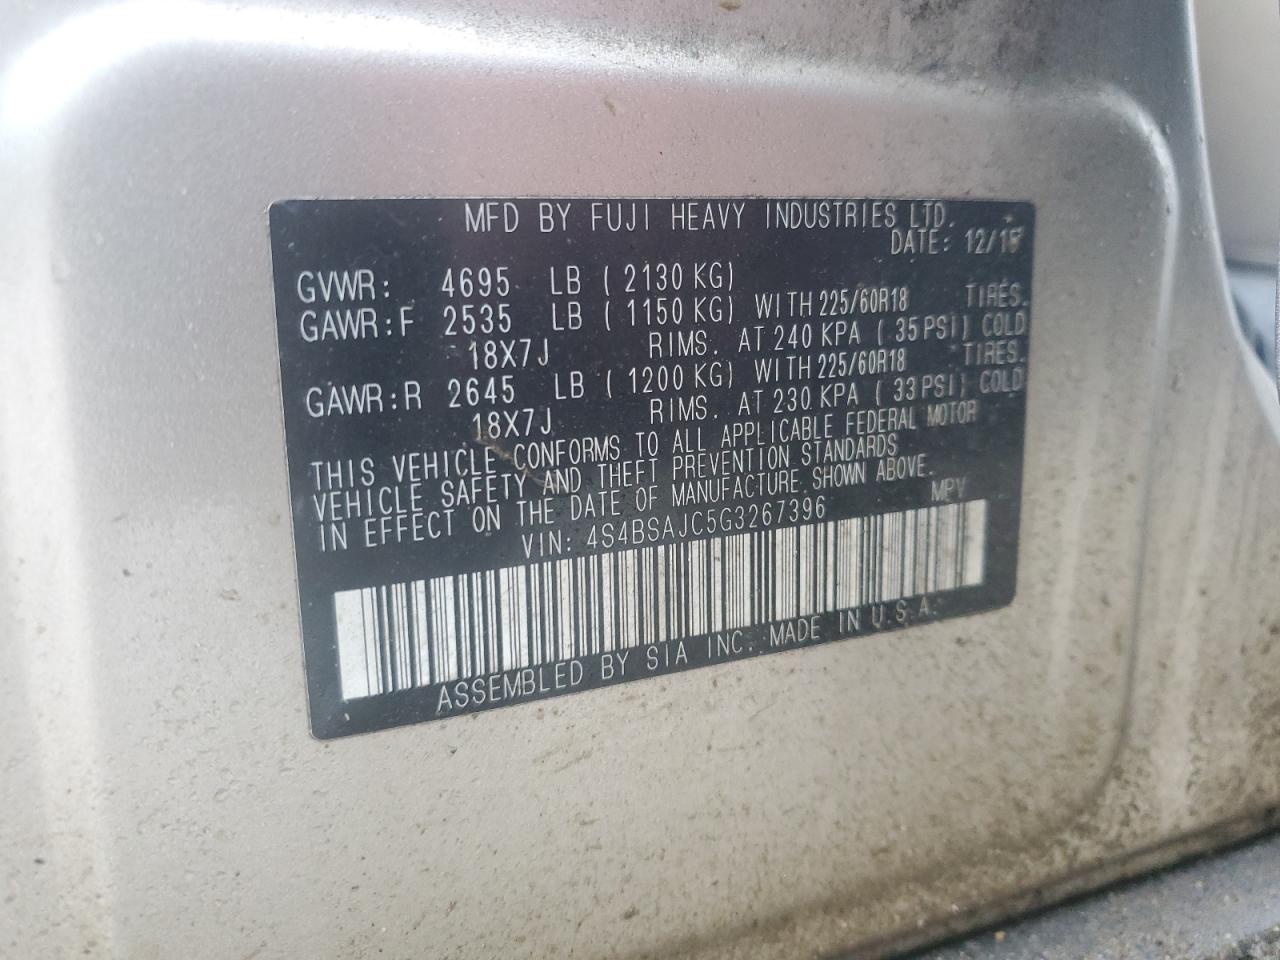 MFD BY FUJI HEAVY INDUSTRIES LTD.
DATE: 12/15
GVWR: 4695 LB ( 2130 KG)
GAWR:F 2535 LB ( 1150 KG) WITH 225/60R18 TIRES.
18X7J RIMS. AT 240 KPA ( 35 PSI) COLD
GAWR:R 2645 LB ( 1200 KG) WITH 225/60R18 TIRES.
18X7J RIMS. AT 230 KPA ( 33 PSI) COLD
THIS VEHICLE CONFORMS TO ALL APPLICABLE FEDERAL MOTOR
VEHICLE SAFETY AND THEFT PREVENTION STANDARDS
IN EFFECT ON THE DATE OF MANUFACTURE SHOWN ABOVE.
VIN: 4S4BSAJC5G3267396 MPV
ASSEMBLED BY SIA INC. MADE IN U.S.A.